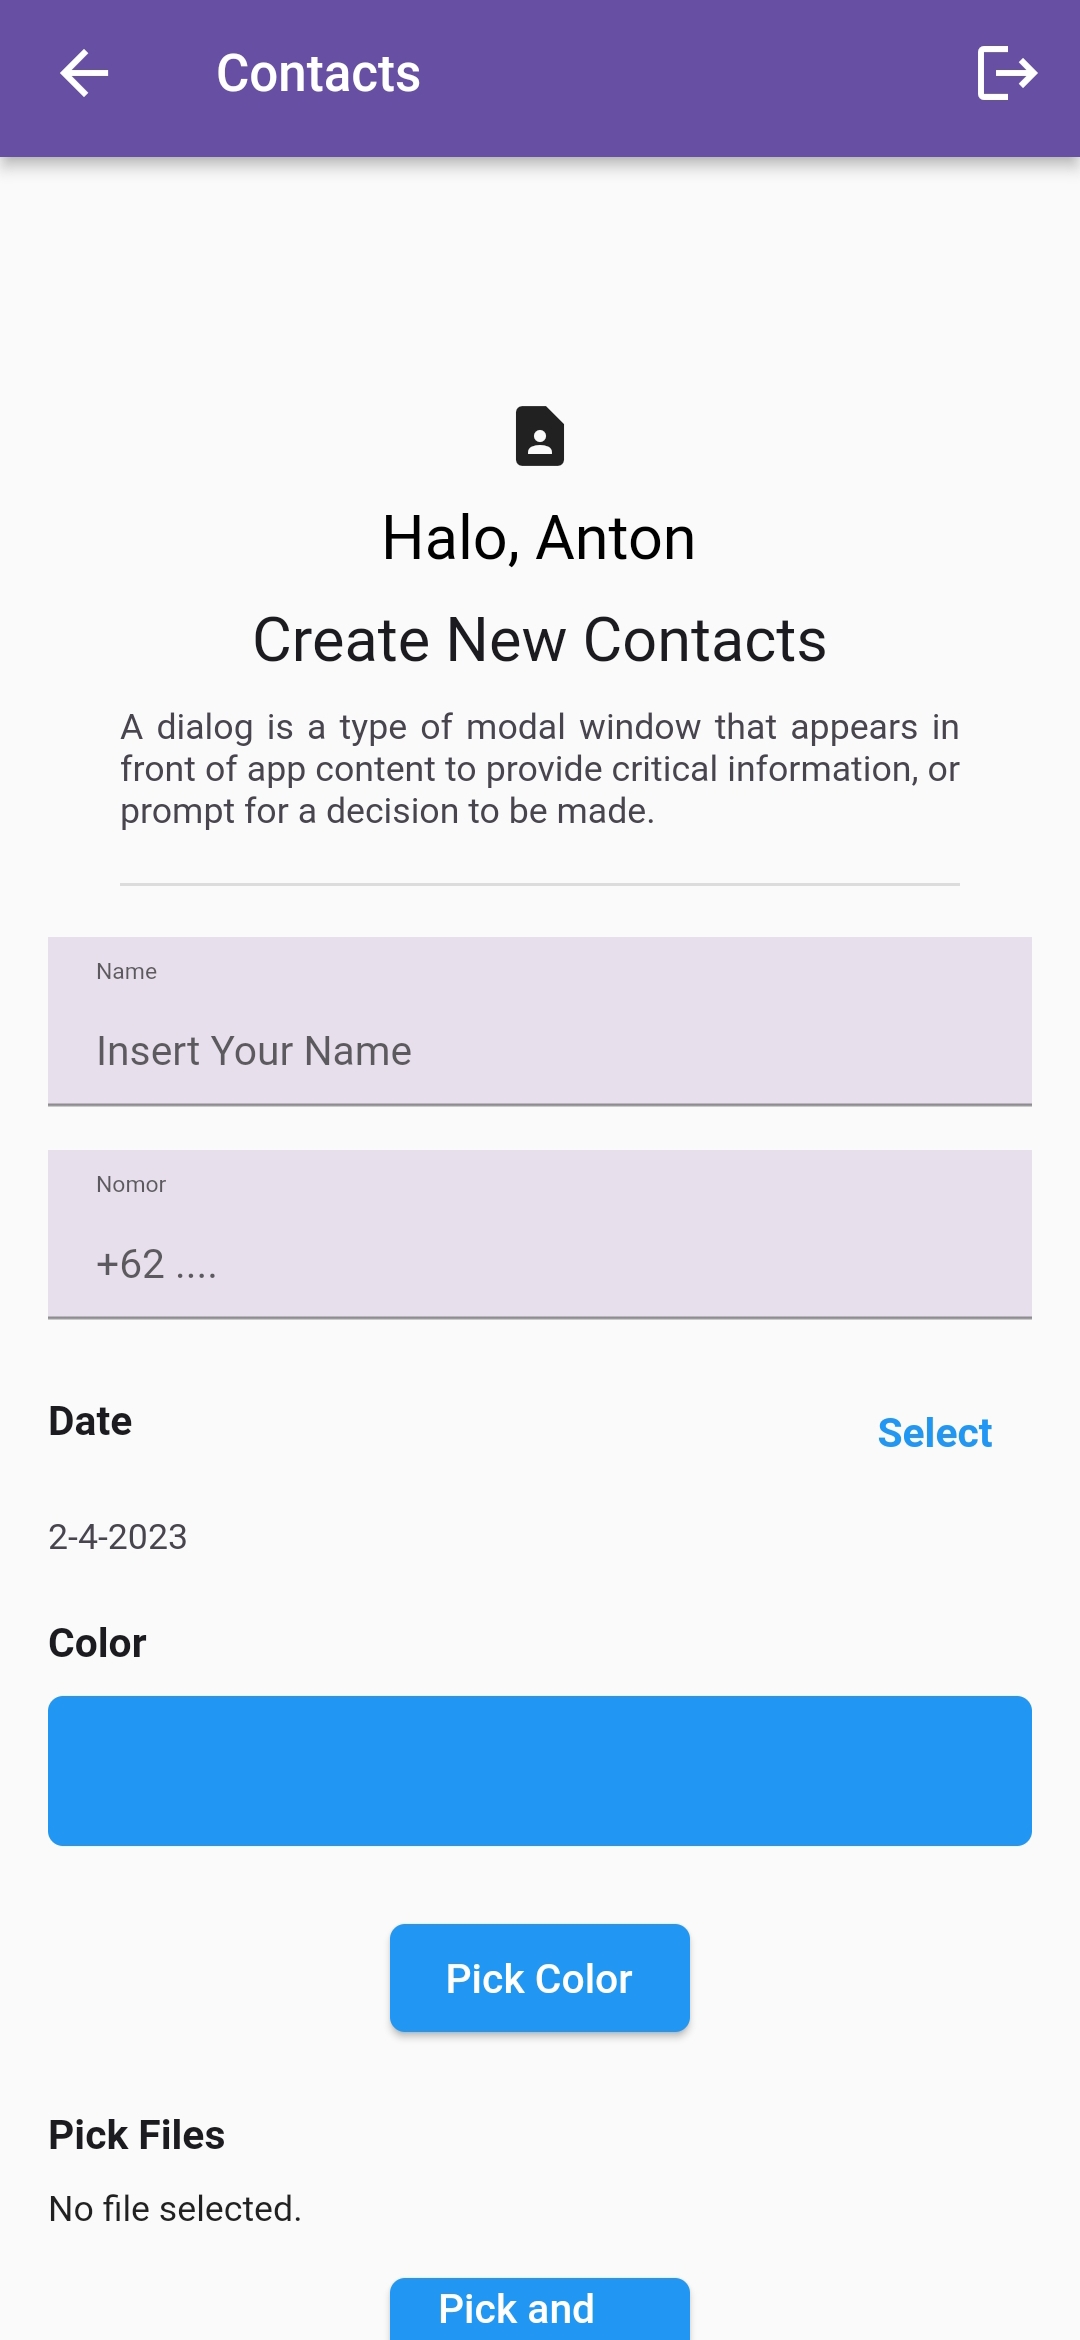 Contacts
Halo, Anton
Create New Contacts
A dialog is a type of modal window that appears in
front of app content to provide critical information, or
prompt for a decision to be made.
Name
Insert Your Name
Nomor
+62 ....
Date
Select
2-4-2023
Color
Pick Color
Pick Files
No file selected.
Pick and